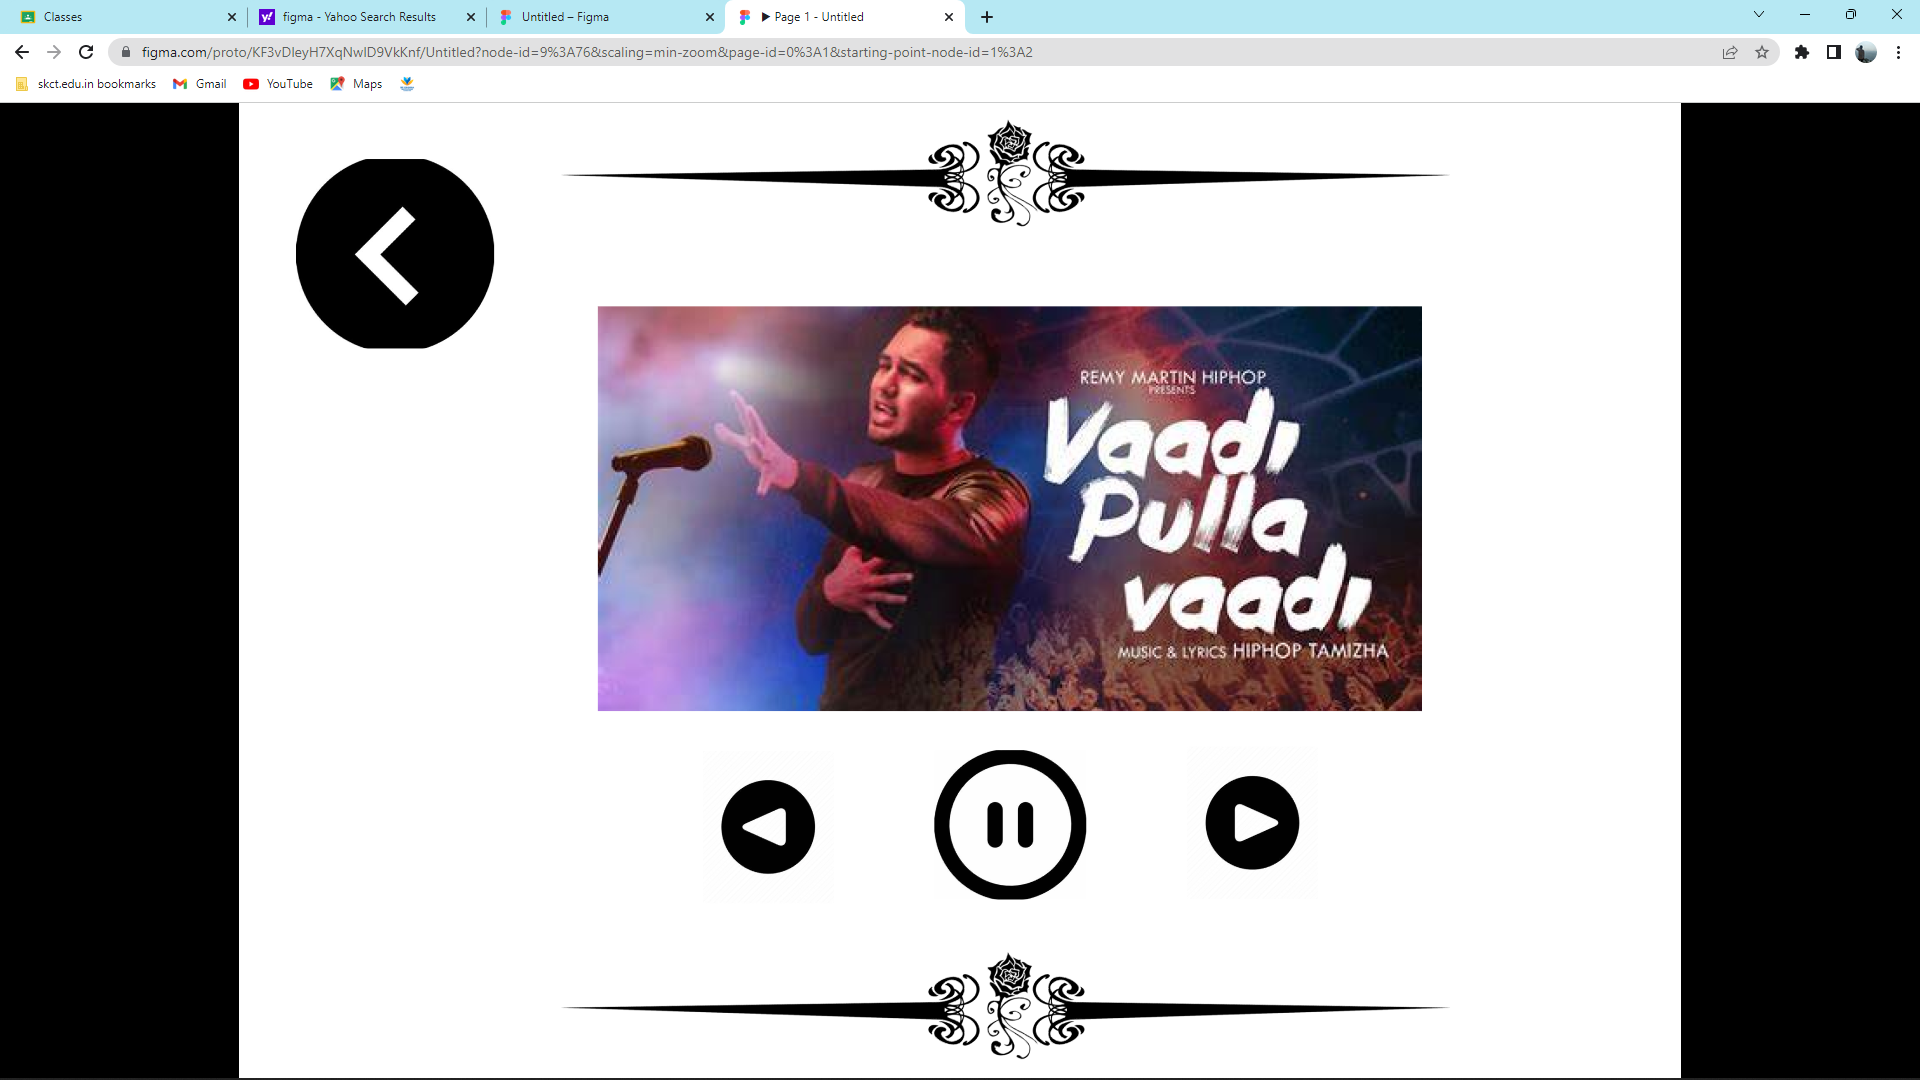 Classes
figma - Yahoo Search Results
Untitled – Figma
▶ Page 1 - Untitled
figma.com/proto/KF3vDIeyH7XqNwID9VkKnf/Untitled?node-id=9%3A76&scaling=min-zoom&page-id=0%3A1&starting-point-node-id=1%3A2
skct.edu.in bookmarks
Gmail
YouTube
Maps
REMY MARTIN HIPHOP
PRESENTS
Vaadi
Pulla
vaadi
MUSIC & LYRICS HIPHOP TAMIZHA